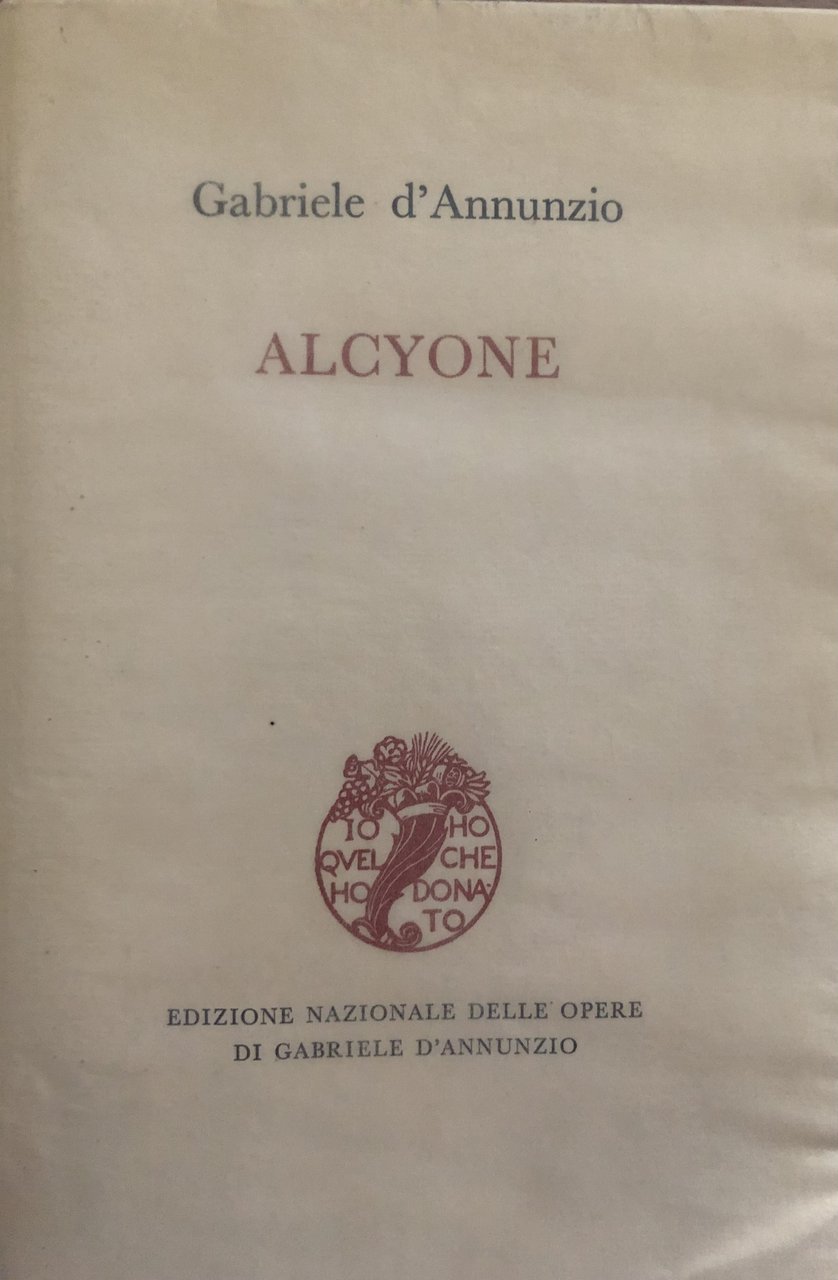 Gabriele d'Annunzio
ALCYONE
IO HO
QVEL CHE
HO DONA·
TO
EDIZIONE NAZIONALE DELLE OPERE
DI GABRIELE D'ANNUNZIO